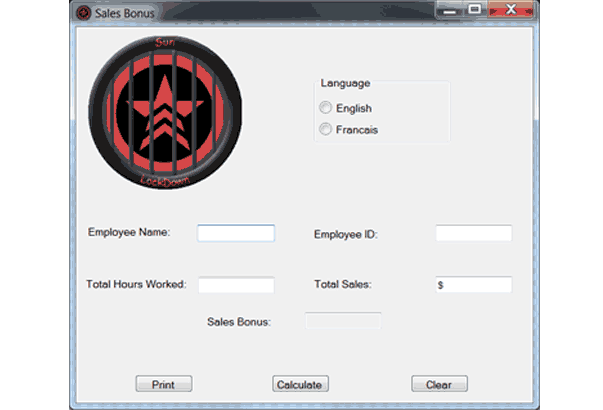 Sales Bonus
Sun
LockDown
Language
English
Francais
Employee Name:
Employee ID:
Total Hours Worked:
Total Sales:
$
Sales Bonus:
Print
Calculate
Clear